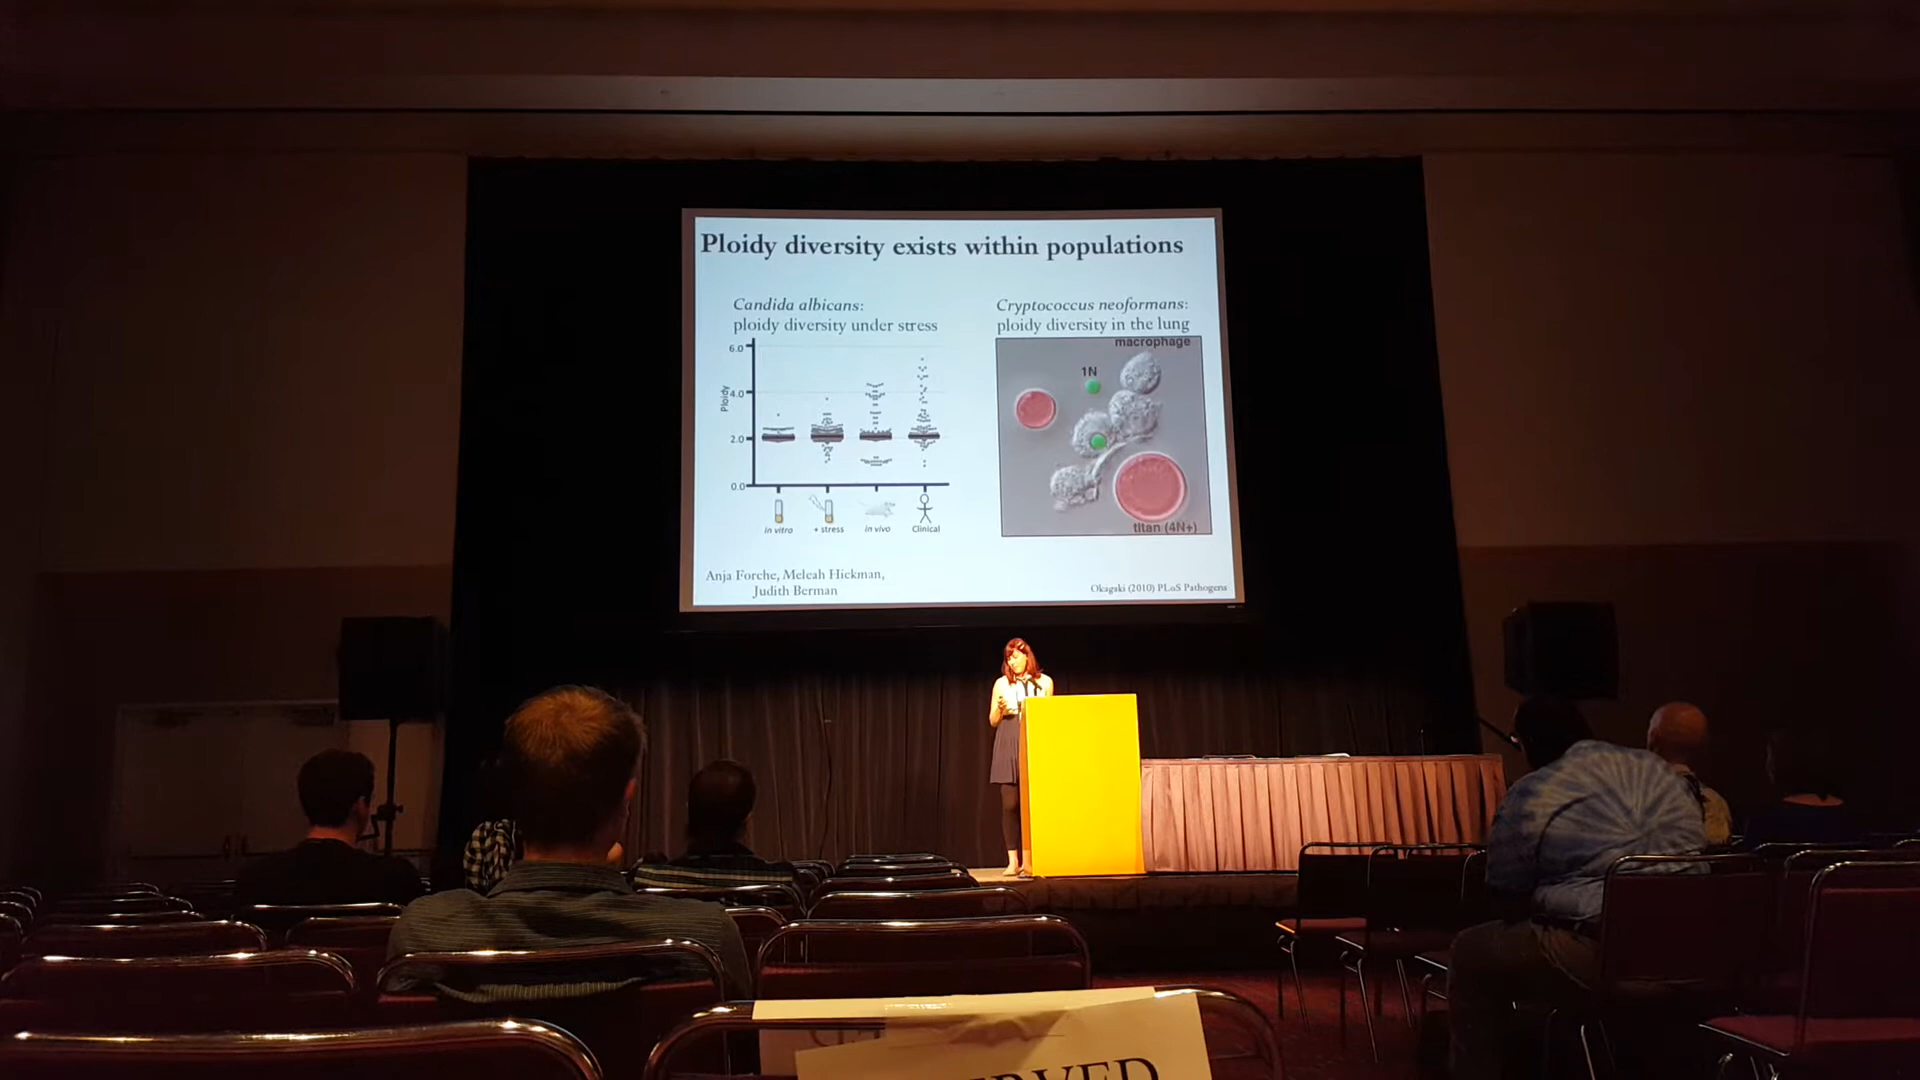 Ploidy diversity exists within populations
Candida albicans:
ploidy diversity under stress
6.0
4.0
2.0
0.0
Ploidy
in vitro
+ stress
in vivo
Clinical
Anja Forche, Meleah Hickman,
Judith Berman
Cryptococcus neoformans:
ploidy diversity in the lung
macrophage
1N
titan (4N+)
Okagaki (2010) PLoS Pathogens
ERVED